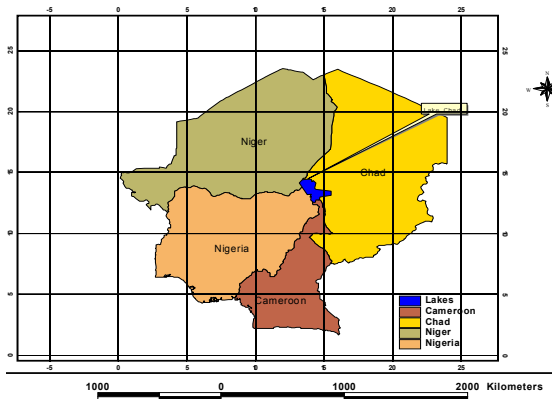 -5 0 5 10 15 20 25
25 25
N
W E
S
20 Lake Chad 20
Niger
15 Chad 15
10 10
Nigeria
Lakes
5 Cameroon Cameroon 5
Chad
Niger
Nigeria
0 0
-5 0 5 10 15 20 25
1000 0 1000 2000 Kilometers